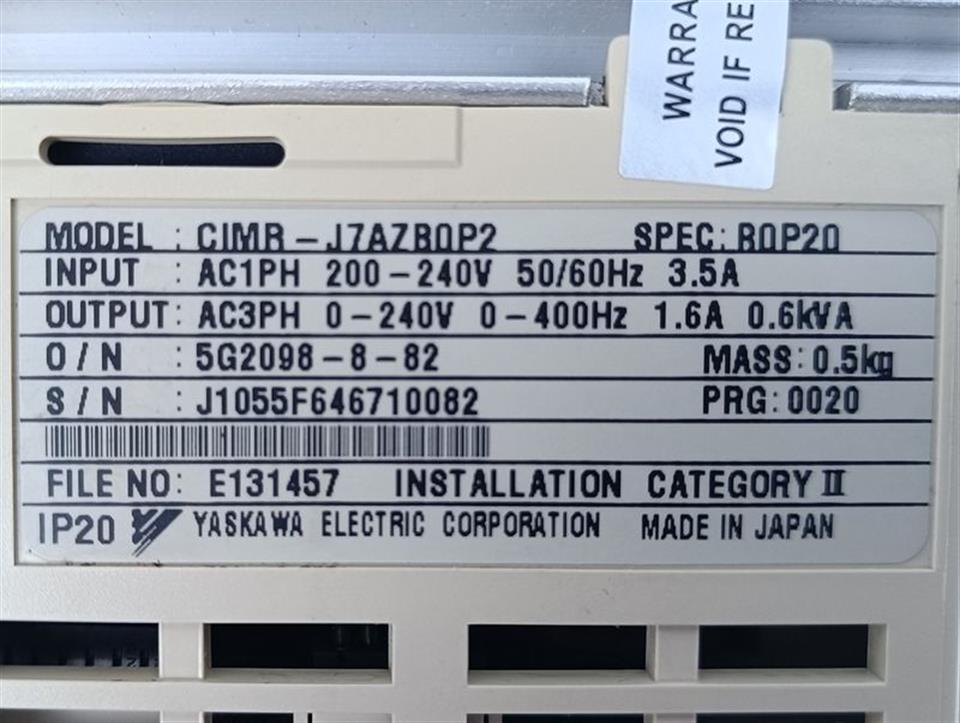 WARRA
VOID IF RE
MODEL : CIMR-J7AZB0P2 SPEC: B0P20
INPUT : AC1PH 200-240V 50/60Hz 3.5A
OUTPUT: AC3PH 0-240V 0-400Hz 1.6A 0.6kVA
O/N : 5G2098-8-82 MASS: 0.5kg
S/N : J1055F646710082 PRG: 0020
FILE NO: E131457 INSTALLATION CATEGORY II
IP20 YASKAWA ELECTRIC CORPORATION MADE IN JAPAN